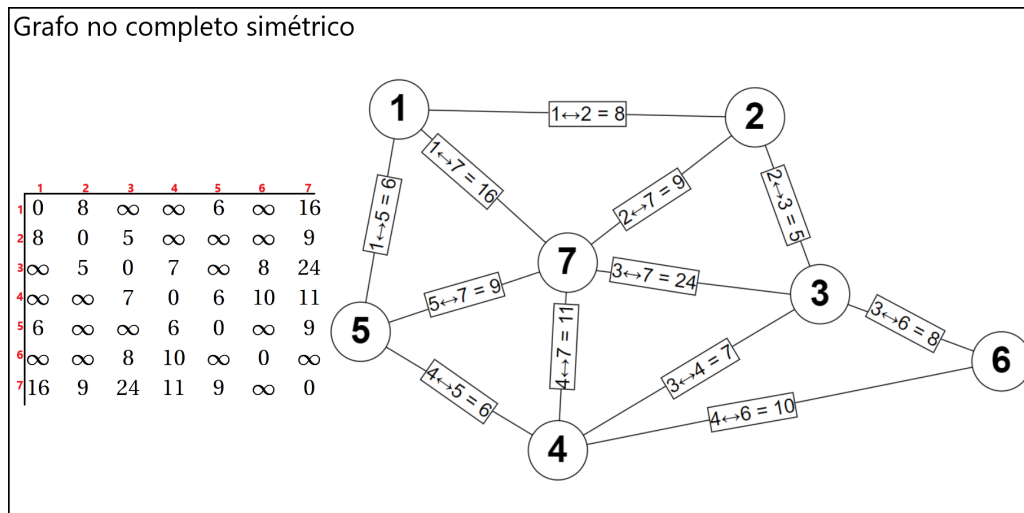 Grafo no completo simétrico
1 2 3 4 5 6 7
1 0 8 ∞ ∞ 6 ∞ 16
2 8 0 5 ∞ ∞ ∞ 9
3 ∞ 5 0 7 ∞ 8 24
4 ∞ ∞ 7 0 6 10 11
5 6 ∞ ∞ 6 0 ∞ 9
6 ∞ ∞ 8 10 ∞ 0 ∞
7 16 9 24 11 9 ∞ 0
1
1↔2 = 8
2
1↔7 = 16
1↔5 = 6
2↔7 = 9
2↔3 = 5
7
3↔7 = 24
3
5↔7 = 9
5
4↔7 = 11
3↔6 = 8
6
3↔4 = 7
4↔5 = 6
4↔6 = 10
4